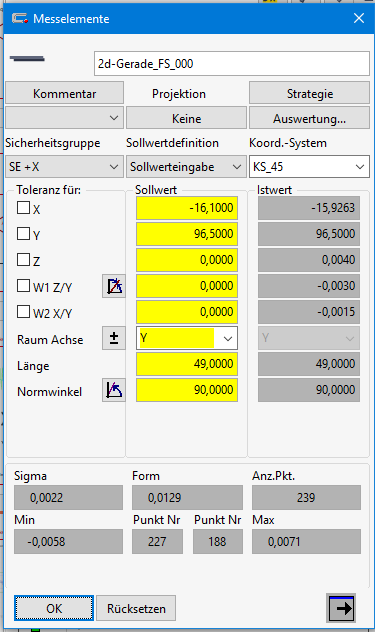 Messelemente
2d-Gerade_FS_000
Kommentar Projektion Strategie
Keine Auswertung...
Sicherheitsgruppe Sollwertdefinition Koord.-System
SE +X Sollwerteingabe KS_45
Toleranz für: Sollwert Istwert
X -16,1000 -15,9263
Y 96,5000 96,5000
Z 0,0000 0,0040
W1 Z/Y 0,0000 -0,0030
W2 X/Y 0,0000 -0,0015
Raum Achse ± Y Y
Länge 49,0000 49,0000
Normwinkel 90,0000 90,0000
Sigma Form Anz.Pkt.
0,0022 0,0129 239
Min Punkt Nr Punkt Nr Max
-0,0058 227 188 0,0071
OK Rücksetzen